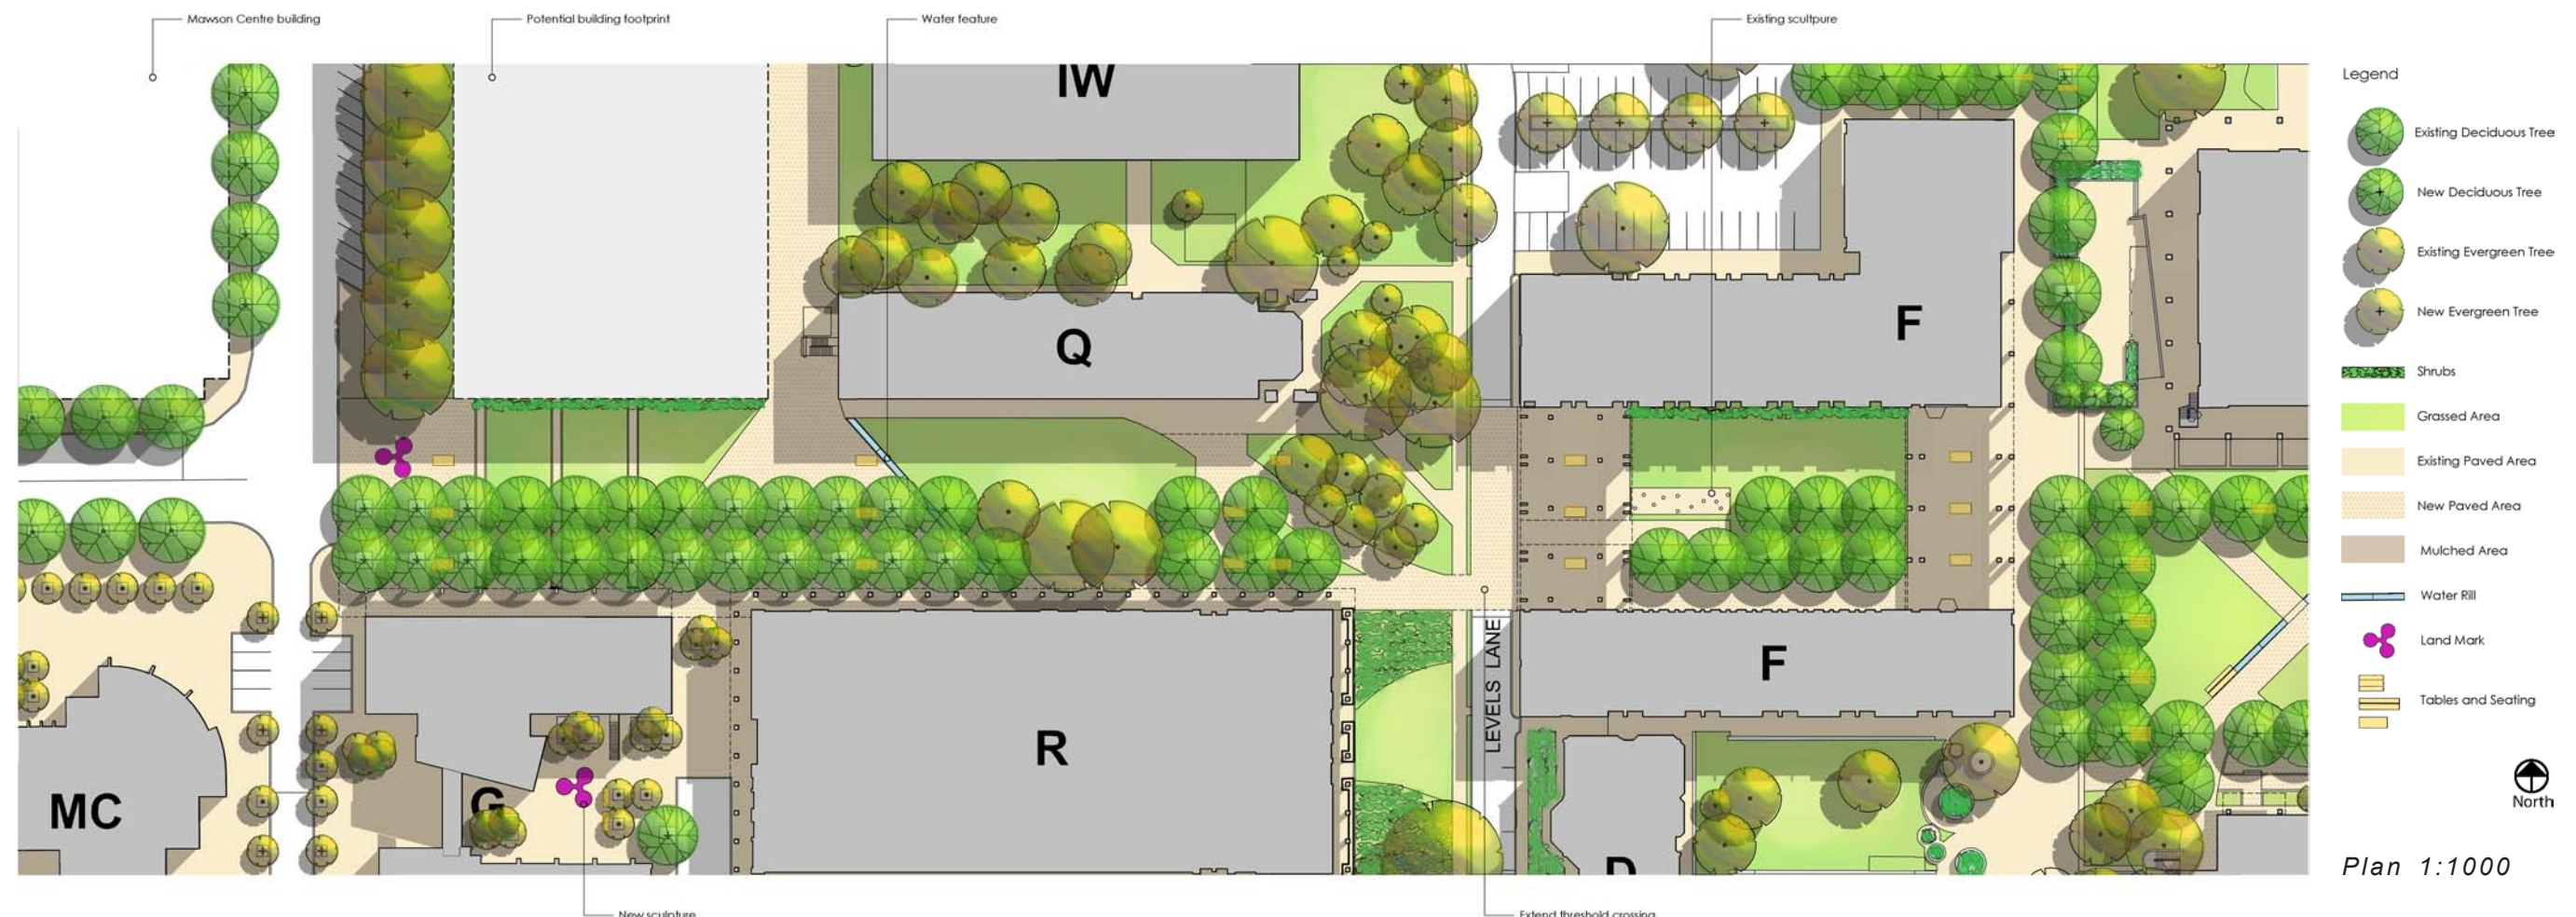 Mawson Centre building
Potential building footprint
Water feature
Existing scultpure
IW
Q
F
F
R
G
MC
D
LEVELS LANE
New sculpture
Extend threshold crossing
Legend
Existing Deciduous Tree
New Deciduous Tree
Existing Evergreen Tree
New Evergreen Tree
Shrubs
Grassed Area
Existing Paved Area
New Paved Area
Mulched Area
Water Rill
Land Mark
Tables and Seating
North
Plan 1:1000